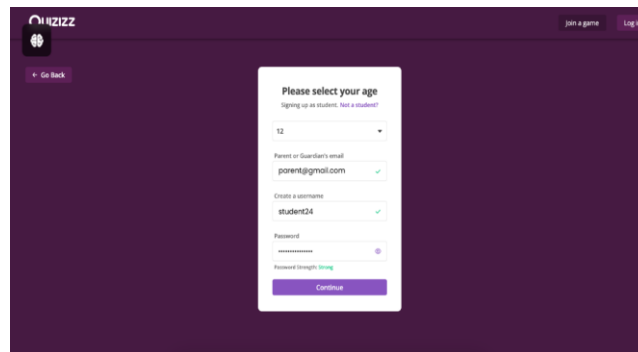 QUIZIZZ
Join a game
Log i
← Go Back
Please select your age
Signing up as student. Not a student?
12
Parent or Guardian's email
parent@gmail.com
Create a username
student24
Password
•••••••••••••••
Password Strength: Strong
Continue